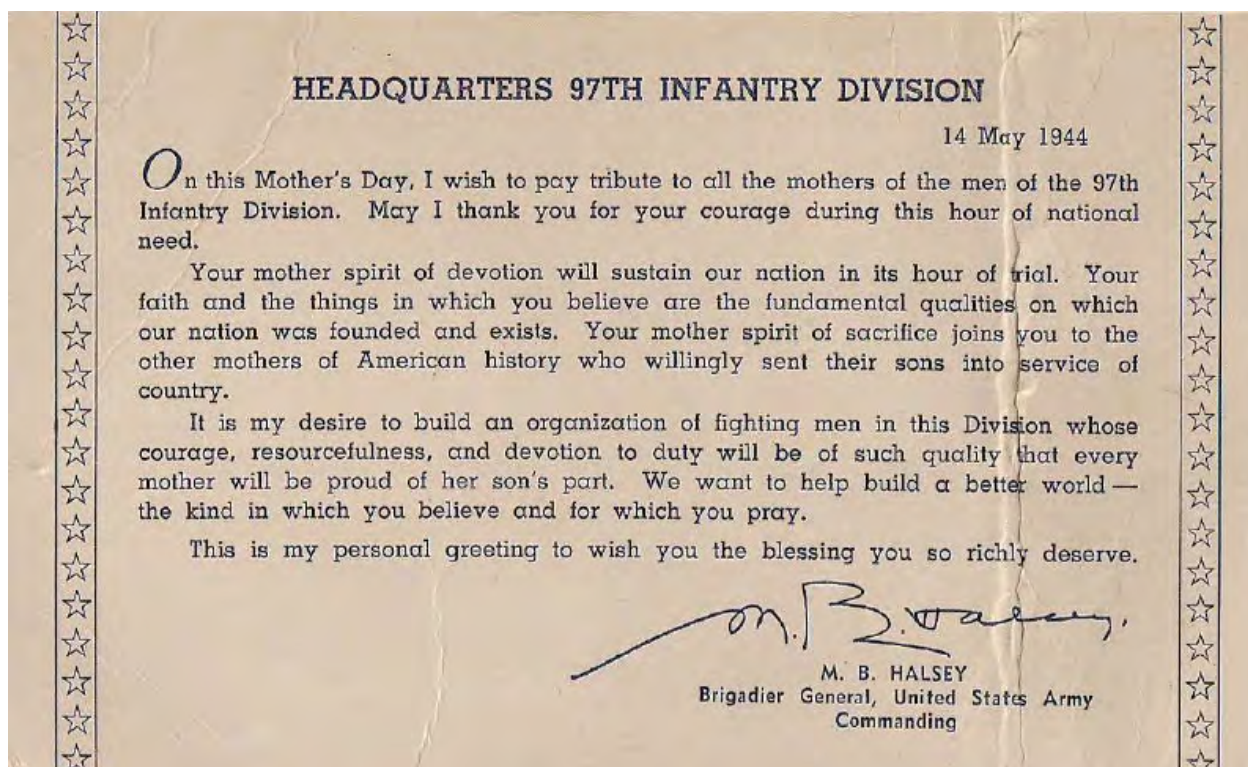 HEADQUARTERS 97TH INFANTRY DIVISION
14 May 1944
On this Mother's Day, I wish to pay tribute to all the mothers of the men of the 97th
Infantry Division. May I thank you for your courage during this hour of national
need.
Your mother spirit of devotion will sustain our nation in its hour of trial. Your
faith and the things in which you believe are the fundamental qualities on which
our nation was founded and exists. Your mother spirit of sacrifice joins you to the
other mothers of American history who willingly sent their sons into service of
country.
It is my desire to build an organization of fighting men in this Division whose
courage, resourcefulness, and devotion to duty will be of such quality that every
mother will be proud of her son's part. We want to help build a better world —
the kind in which you believe and for which you pray.
This is my personal greeting to wish you the blessing you so richly deserve.
M. B. Halsey.
M. B. HALSEY
Brigadier General, United States Army
Commanding